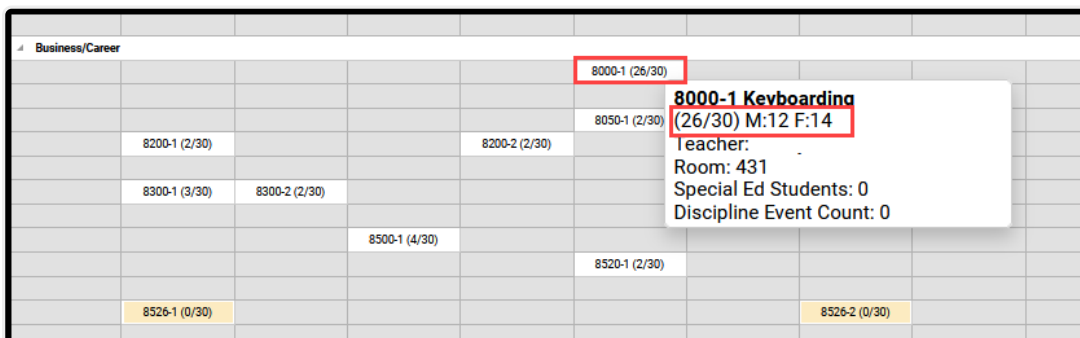 Business/Career
8000-1 (26/30)
8000-1 Keyboarding
(26/30) M:12 F:14
Teacher:
Room: 431
Special Ed Students: 0
Discipline Event Count: 0
8050-1 (2/30)
8200-1 (2/30)
8200-2 (2/30)
8300-1 (3/30)
8300-2 (2/30)
8500-1 (4/30)
8520-1 (2/30)
8526-1 (0/30)
8526-2 (0/30)